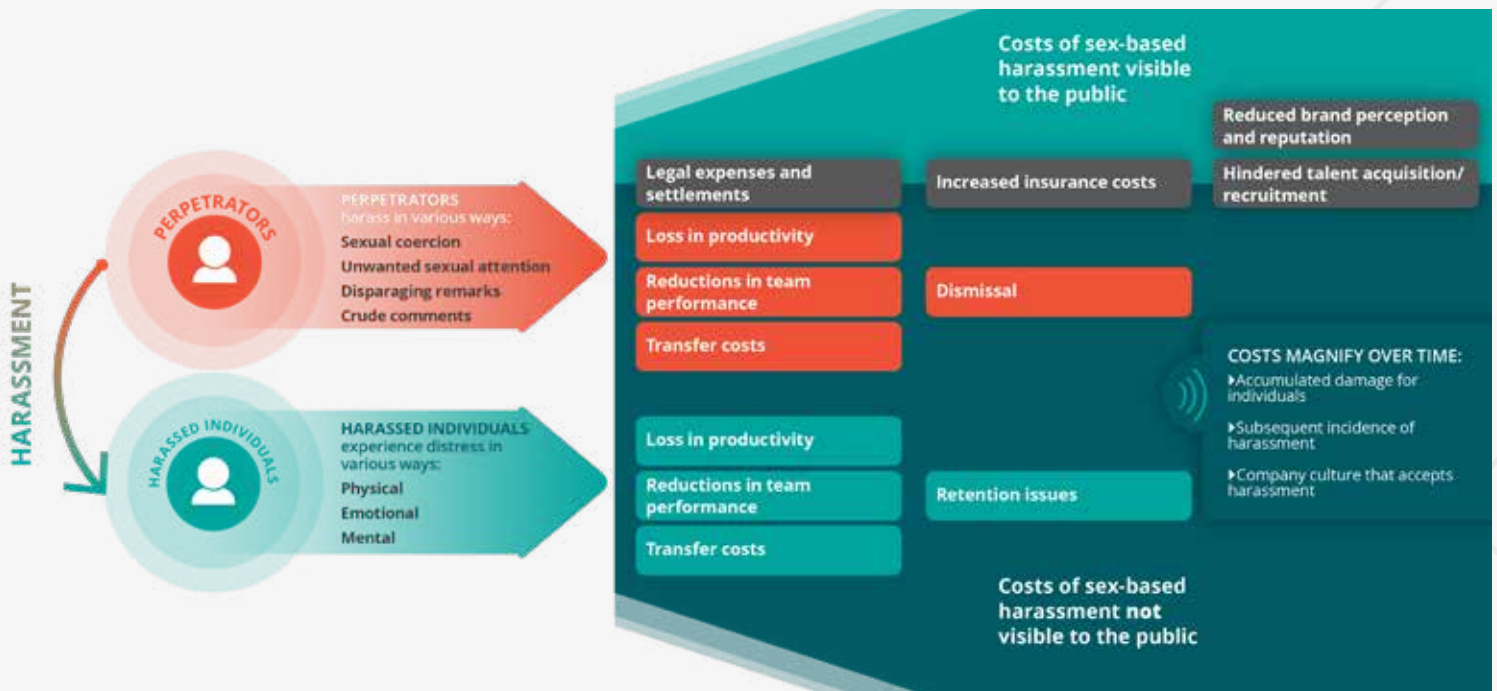 HARASSMENT
PERPETRATORS
PERPETRATORS
harass in various ways:
Sexual coercion
Unwanted sexual attention
Disparaging remarks
Crude comments
HARASSED INDIVIDUALS
HARASSED INDIVIDUALS
experience distress in
various ways:
Physical
Emotional
Mental
Costs of sex-based
harassment visible
to the public
Legal expenses and
settlements
Increased insurance costs
Reduced brand perception
and reputation
Hindered talent acquisition/
recruitment
Loss in productivity
Reductions in team
performance
Transfer costs
Dismissal
Loss in productivity
Reductions in team
performance
Transfer costs
Retention issues
COSTS MAGNIFY OVER TIME:
Accumulated damage for
individuals
Subsequent incidence of
harassment
Company culture that accepts
harassment
Costs of sex-based
harassment not
visible to the public